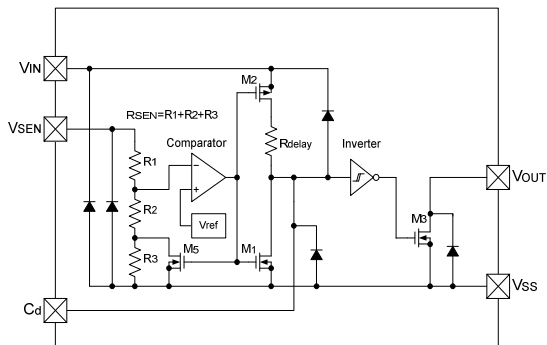 VIN
M2
VSEN
RSEN=R1+R2+R3
Comparator
Rdelay
Inverter
R1
−
+
VOUT
R2
Vref
M3
R3
M5
M1
VSS
Cd